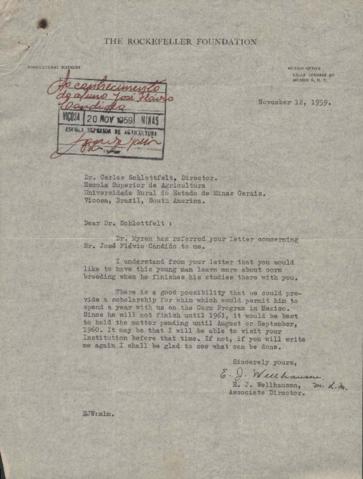 THE ROCKEFELLER FOUNDATION
AGRICULTURAL SCIENCES
MEXICO OFFICE
MEXICO 6, D. F.
November 12, 1959.
Ao conhecimento
do aluno José Flávio
Candido
VIÇOSA 20 NOV 1959 MINAS
ESCOLA SUPERIOR DE AGRICULTURA
Dr. Carlos Schlottfelt, Director.
Escola Superior de Agricultura
Universidade Rural do Estado de Minas Gerais.
Vicosa, Brazil, South America.
Dear Dr. Schlottfelt :
Dr. Myren has referred your letter concerning
Mr. José Flávio Cándido to me.
I understand from your letter that you would
like to have this young man learn more about corn
breeding when he finishes his studies there with you.
There is a good possibility that we could pro-
vide a scholarship for whim which would permit him to
spend a year with us on the Corn Program in Mexico.
Since he will not finish until 1961, it would be best
to hold the matter pending until August or September,
1960. It may be that I will be able to visit your
Institution before that time. If not, if you will write
me again I shall be glad to see what can be done.
Sincerely yours,
E. J. Wellhausen
E. J. Wellhausen,
Associate Director.
EJW:mlm.